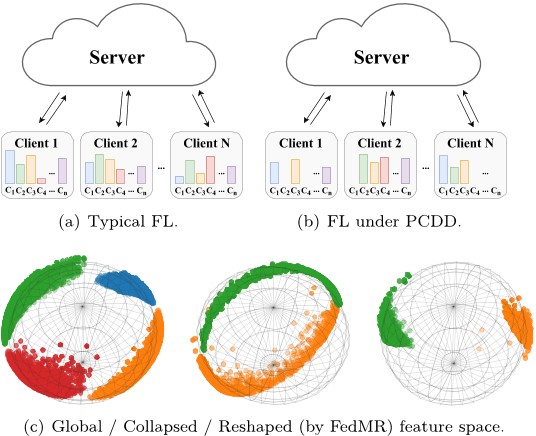 Server
Server
Client 1
Client 2
Client N
Client 1
Client 2
Client N
...
...
C₁ C₂ C₃ C₄ ... Cₙ
C₁ C₂ C₃ C₄ ... Cₙ
C₁ C₂ C₃ C₄ ... Cₙ
C₁ C₂ C₃ C₄ ... Cₙ
C₁ C₂ C₃ C₄ ... Cₙ
C₁ C₂ C₃ C₄ ... Cₙ
(a) Typical FL.
(b) FL under PCDD.
(c) Global / Collapsed / Reshaped (by FedMR) feature space.